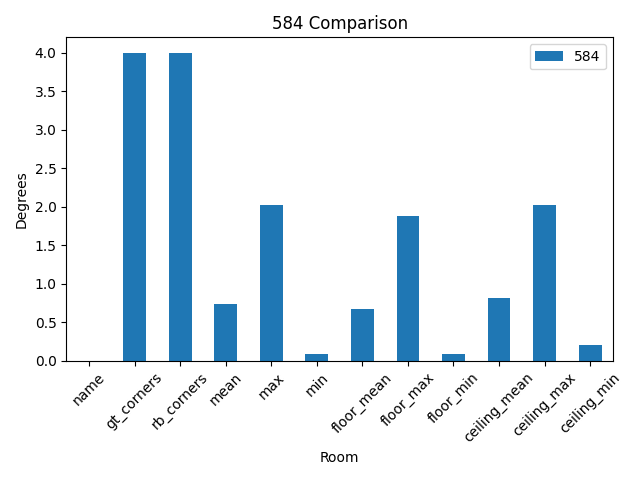 584 Comparison
584
Degrees
4.0
3.5
3.0
2.5
2.0
1.5
1.0
0.5
0.0
name
gt_corners
rb_corners
mean
max
min
floor_mean
floor_max
floor_min
ceiling_mean
ceiling_max
ceiling_min
Room